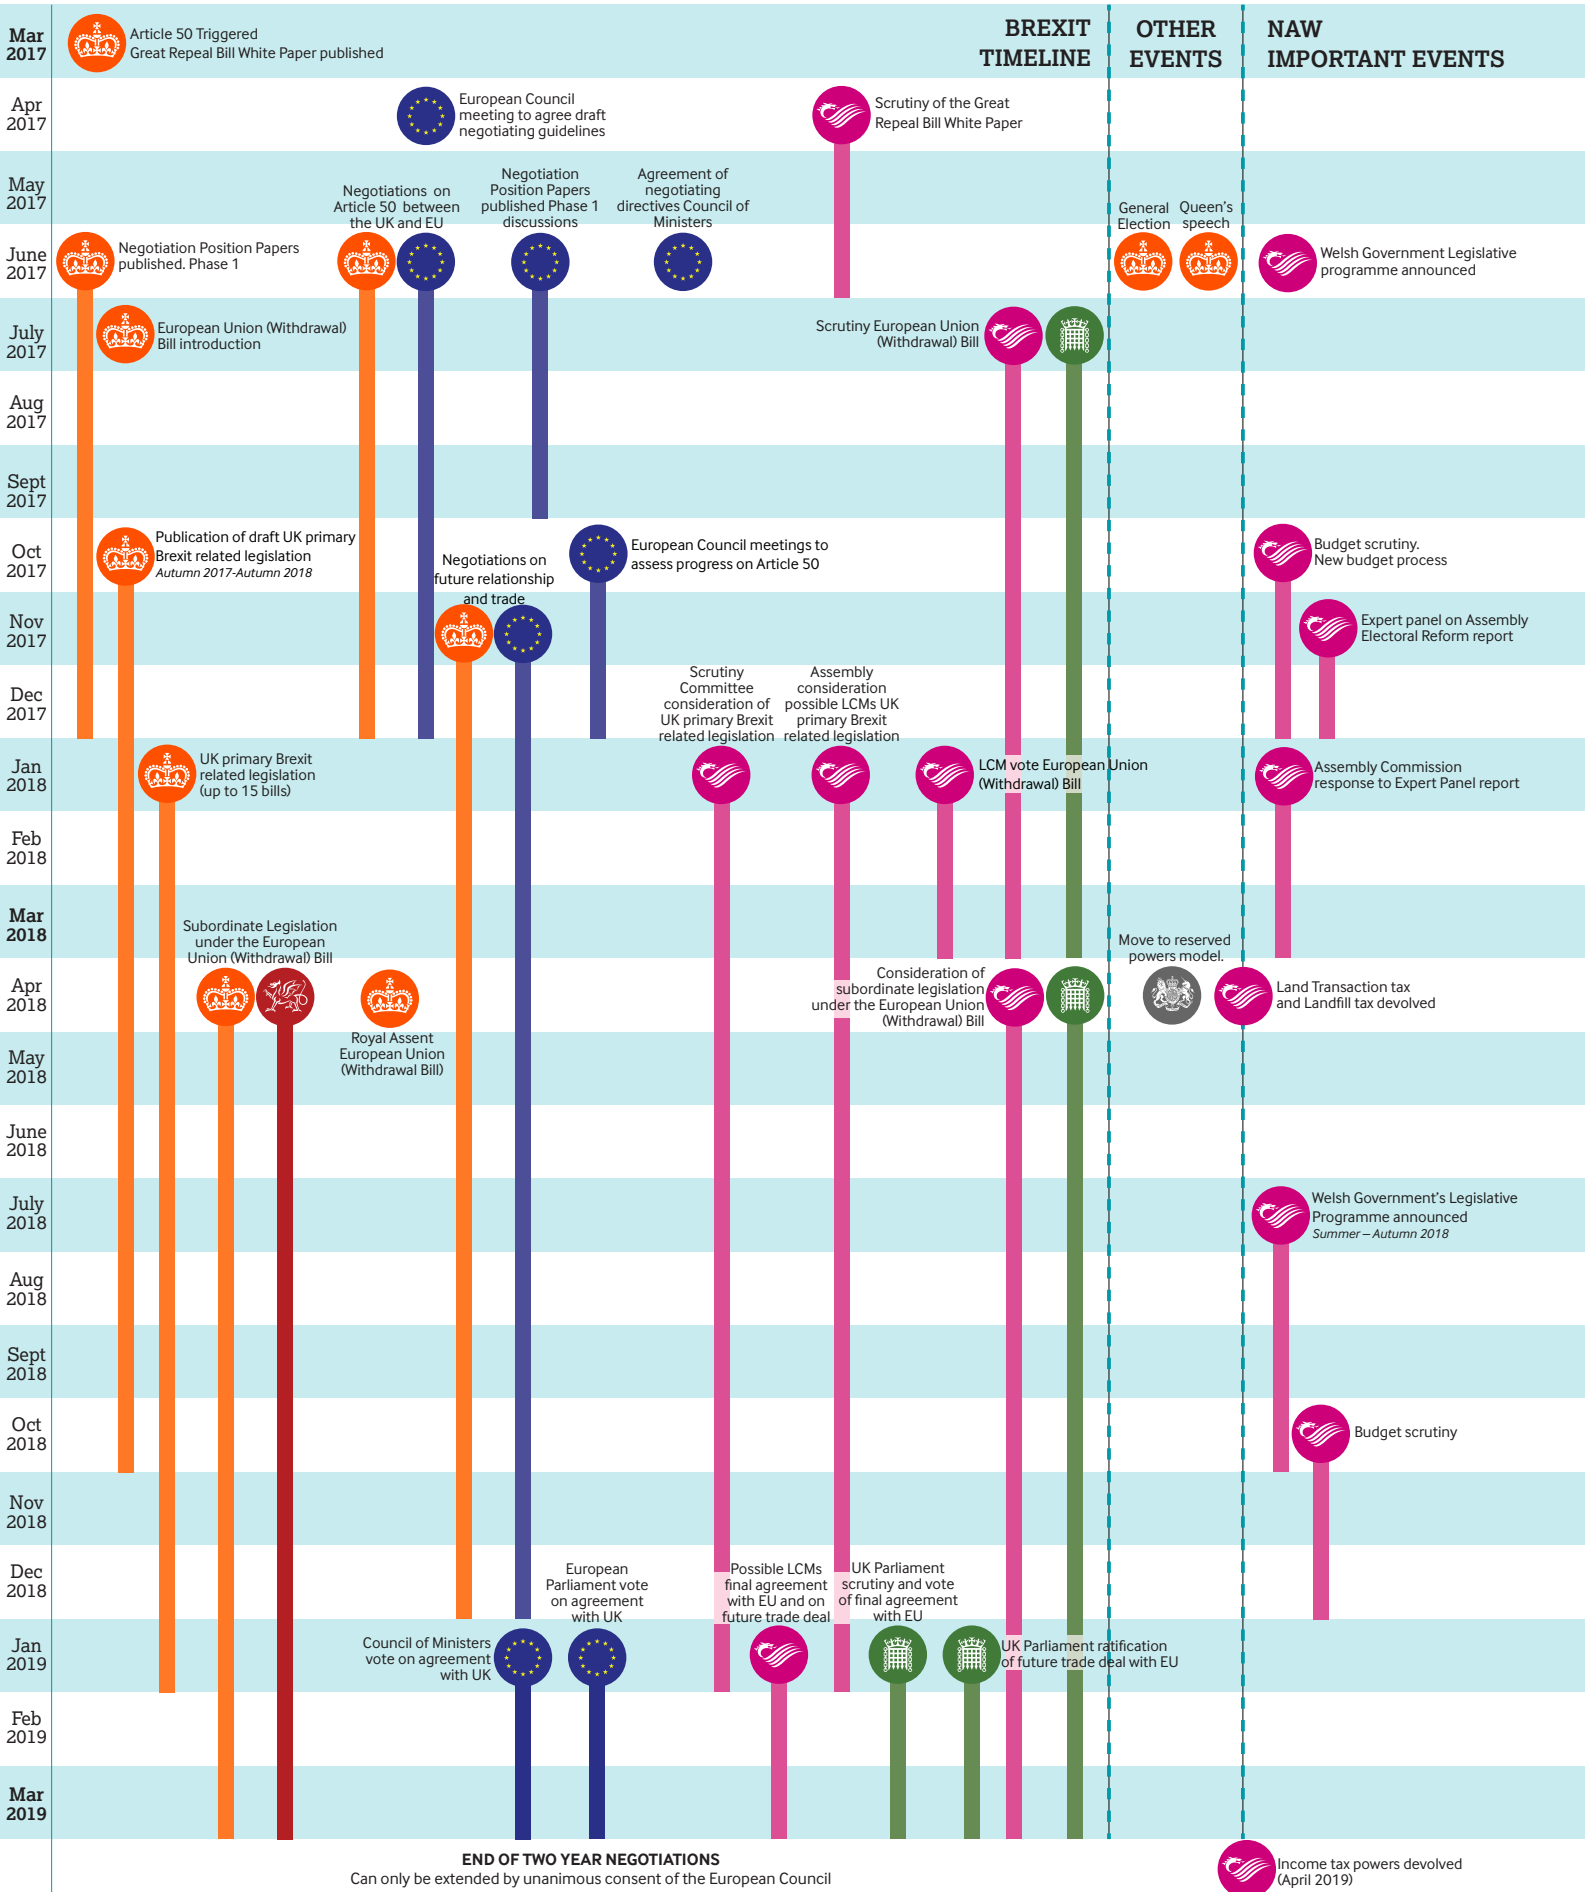 Mar
2017
Article 50 Triggered
Great Repeal Bill White Paper published
BREXIT
TIMELINE
OTHER
EVENTS
NAW
IMPORTANT EVENTS
Apr
2017
European Council
meeting to agree draft
negotiating guidelines
Scrutiny of the Great
Repeal Bill White Paper
May
2017
Negotiations on
Article 50 between
the UK and EU
Negotiation
Position Papers
published Phase 1
discussions
Agreement of
negotiating
directives Council of
Ministers
General
Election
Queen's
speech
June
2017
Negotiation Position Papers
published. Phase 1
Welsh Government Legislative
programme announced
July
2017
European Union (Withdrawal)
Bill introduction
Scrutiny European Union
(Withdrawal) Bill
Aug
2017
Sept
2017
Oct
2017
Publication of draft UK primary
Brexit related legislation
Autumn 2017-Autumn 2018
Negotiations on
future relationship
and trade
European Council meetings to
assess progress on Article 50
Budget scrutiny.
New budget process
Nov
2017
Expert panel on Assembly
Electoral Reform report
Dec
2017
Scrutiny
Committee
consideration of
UK primary Brexit
related legislation
Assembly
consideration
possible LCMs UK
primary Brexit
related legislation
Jan
2018
UK primary Brexit
related legislation
(up to 15 bills)
LCM vote European Union
(Withdrawal) Bill
Assembly Commission
response to Expert Panel report
Feb
2018
Mar
2018
Subordinate Legislation
under the European
Union (Withdrawal) Bill
Move to reserved
powers model.
Apr
2018
Royal Assent
European Union
(Withdrawal Bill)
Consideration of
subordinate legislation
under the European Union
(Withdrawal) Bill
Land Transaction tax
and Landfill tax devolved
May
2018
June
2018
July
2018
Welsh Government's Legislative
Programme announced
Summer – Autumn 2018
Aug
2018
Sept
2018
Oct
2018
Budget scrutiny
Nov
2018
Dec
2018
European
Parliament vote
on agreement
with UK
Possible LCMs
final agreement
with EU and on
future trade deal
UK Parliament
scrutiny and vote
of final agreement
with EU
Jan
2019
Council of Ministers
vote on agreement
with UK
UK Parliament ratification
of future trade deal with EU
Feb
2019
Mar
2019
END OF TWO YEAR NEGOTIATIONS
Can only be extended by unanimous consent of the European Council
Income tax powers devolved
(April 2019)